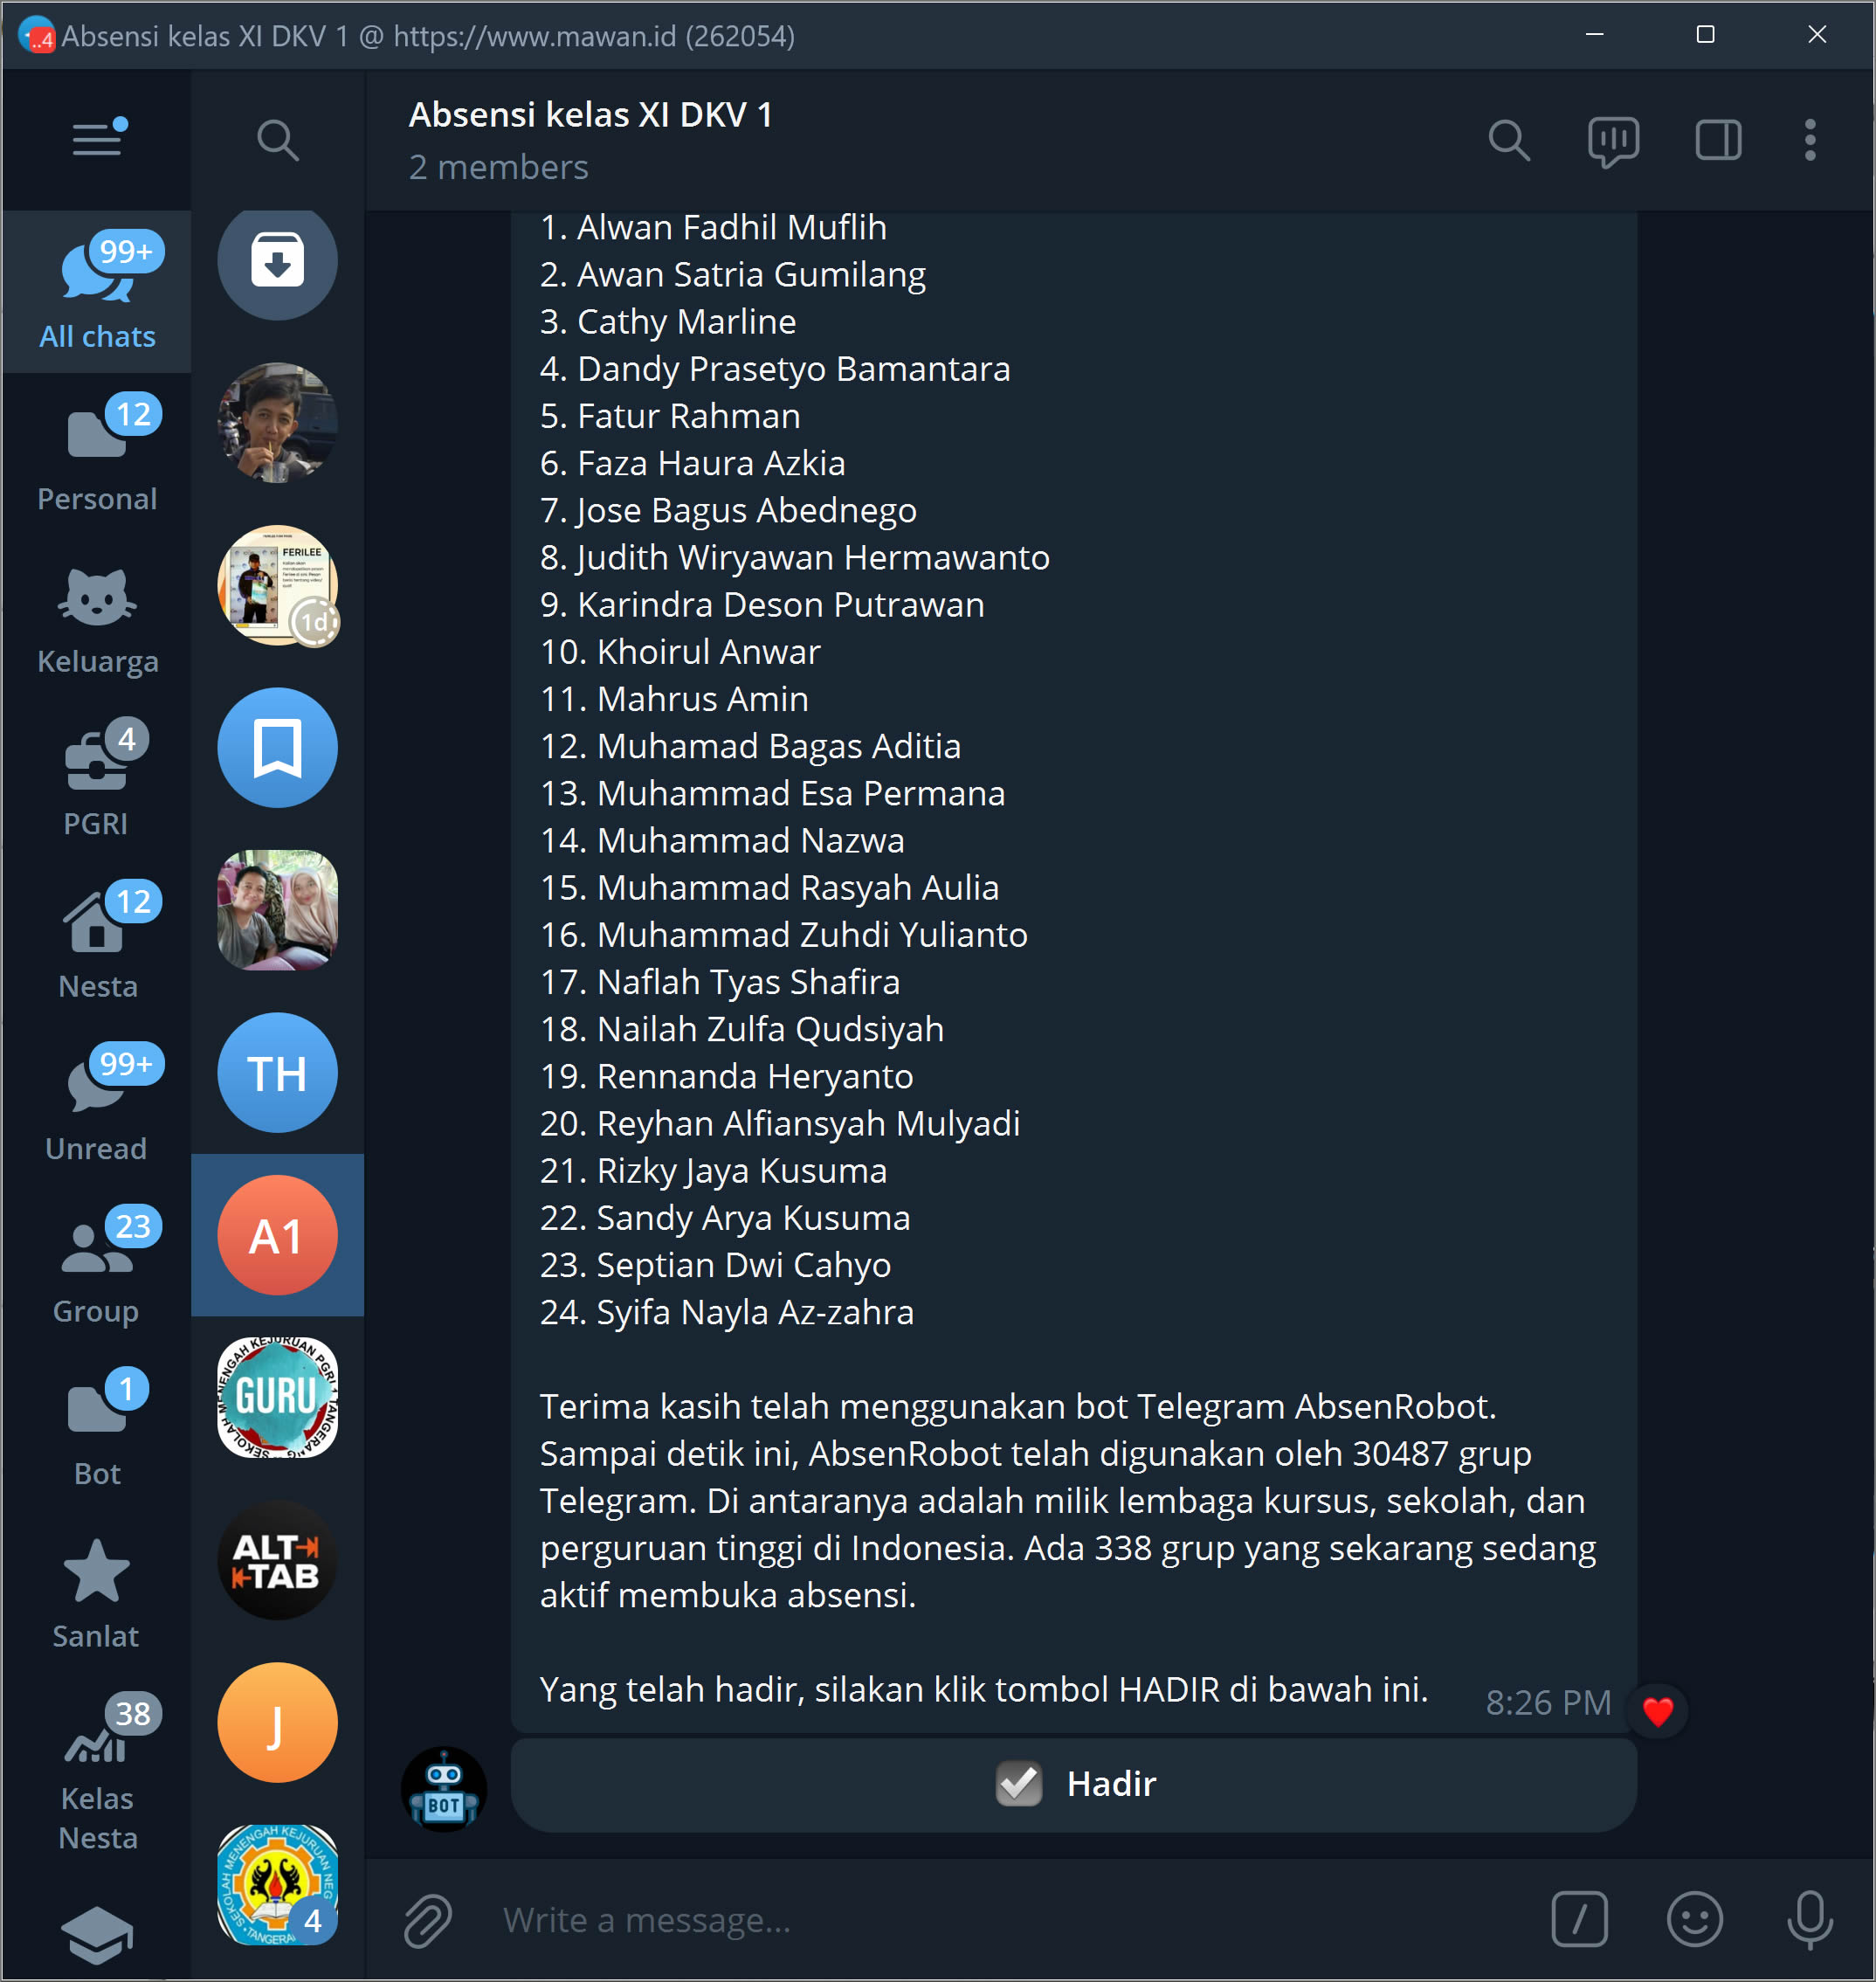 ..4
Absensi kelas XI DKV 1 @ https://www.mawan.id (262054)
Absensi kelas XI DKV 1
2 members
99+
All chats
12
Personal
Keluarga
4
PGRI
12
Nesta
99+
Unread
23
Group
1
Bot
Sanlat
38
Kelas
Nesta
FERILEE
1d
TH
A1
GURU
ALT
TAB
J
4
1. Alwan Fadhil Muflih
2. Awan Satria Gumilang
3. Cathy Marline
4. Dandy Prasetyo Bamantara
5. Fatur Rahman
6. Faza Haura Azkia
7. Jose Bagus Abednego
8. Judith Wiryawan Hermawanto
9. Karindra Deson Putrawan
10. Khoirul Anwar
11. Mahrus Amin
12. Muhamad Bagas Aditia
13. Muhammad Esa Permana
14. Muhammad Nazwa
15. Muhammad Rasyah Aulia
16. Muhammad Zuhdi Yulianto
17. Naflah Tyas Shafira
18. Nailah Zulfa Qudsiyah
19. Rennanda Heryanto
20. Reyhan Alfiansyah Mulyadi
21. Rizky Jaya Kusuma
22. Sandy Arya Kusuma
23. Septian Dwi Cahyo
24. Syifa Nayla Az-zahra
Terima kasih telah menggunakan bot Telegram AbsenRobot.
Sampai detik ini, AbsenRobot telah digunakan oleh 30487 grup
Telegram. Di antaranya adalah milik lembaga kursus, sekolah, dan
perguruan tinggi di Indonesia. Ada 338 grup yang sekarang sedang
aktif membuka absensi.
Yang telah hadir, silakan klik tombol HADIR di bawah ini.
8:26 PM
BOT
Hadir
Write a message...